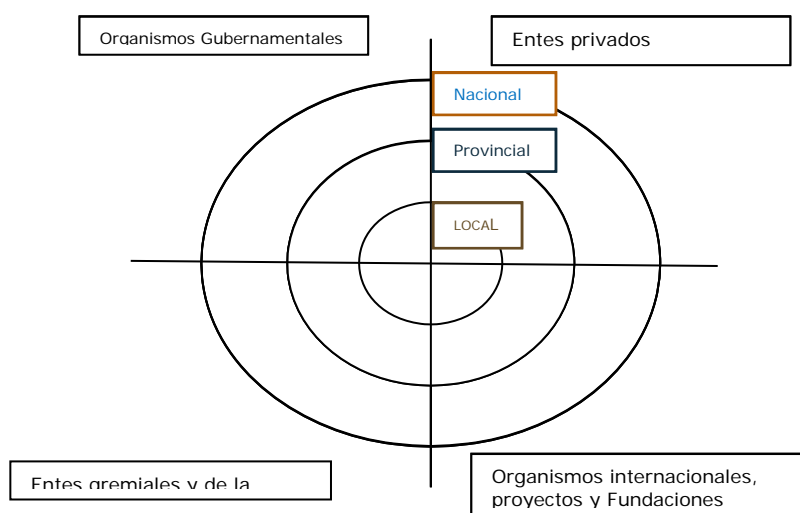 Organismos Gubernamentales
Entes privados
Nacional
Provincial
LOCAL
Entes gremiales y de la
Organismos internacionales,
proyectos y Fundaciones